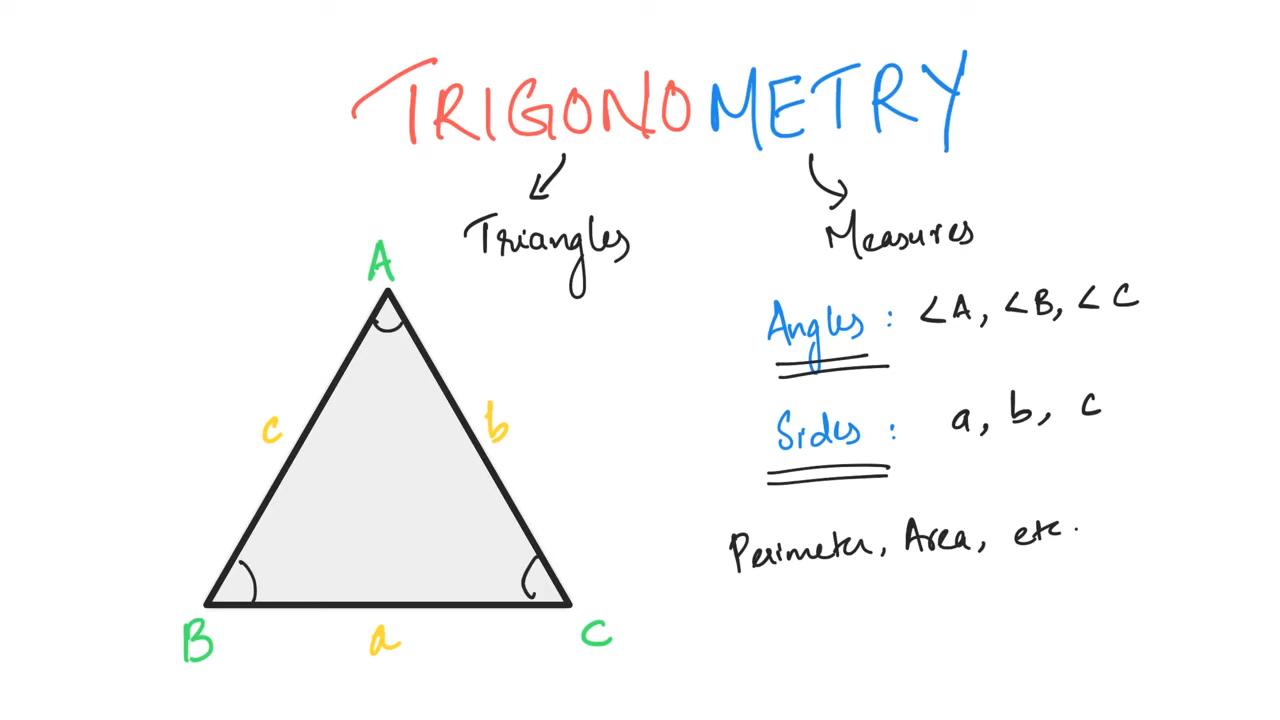 TRIGONOMETRY
Triangles
Measures
A
Angles : ∠A, ∠B, ∠C
c
b
Sides : a, b, c
Perimeter, Area, etc.
B
a
C